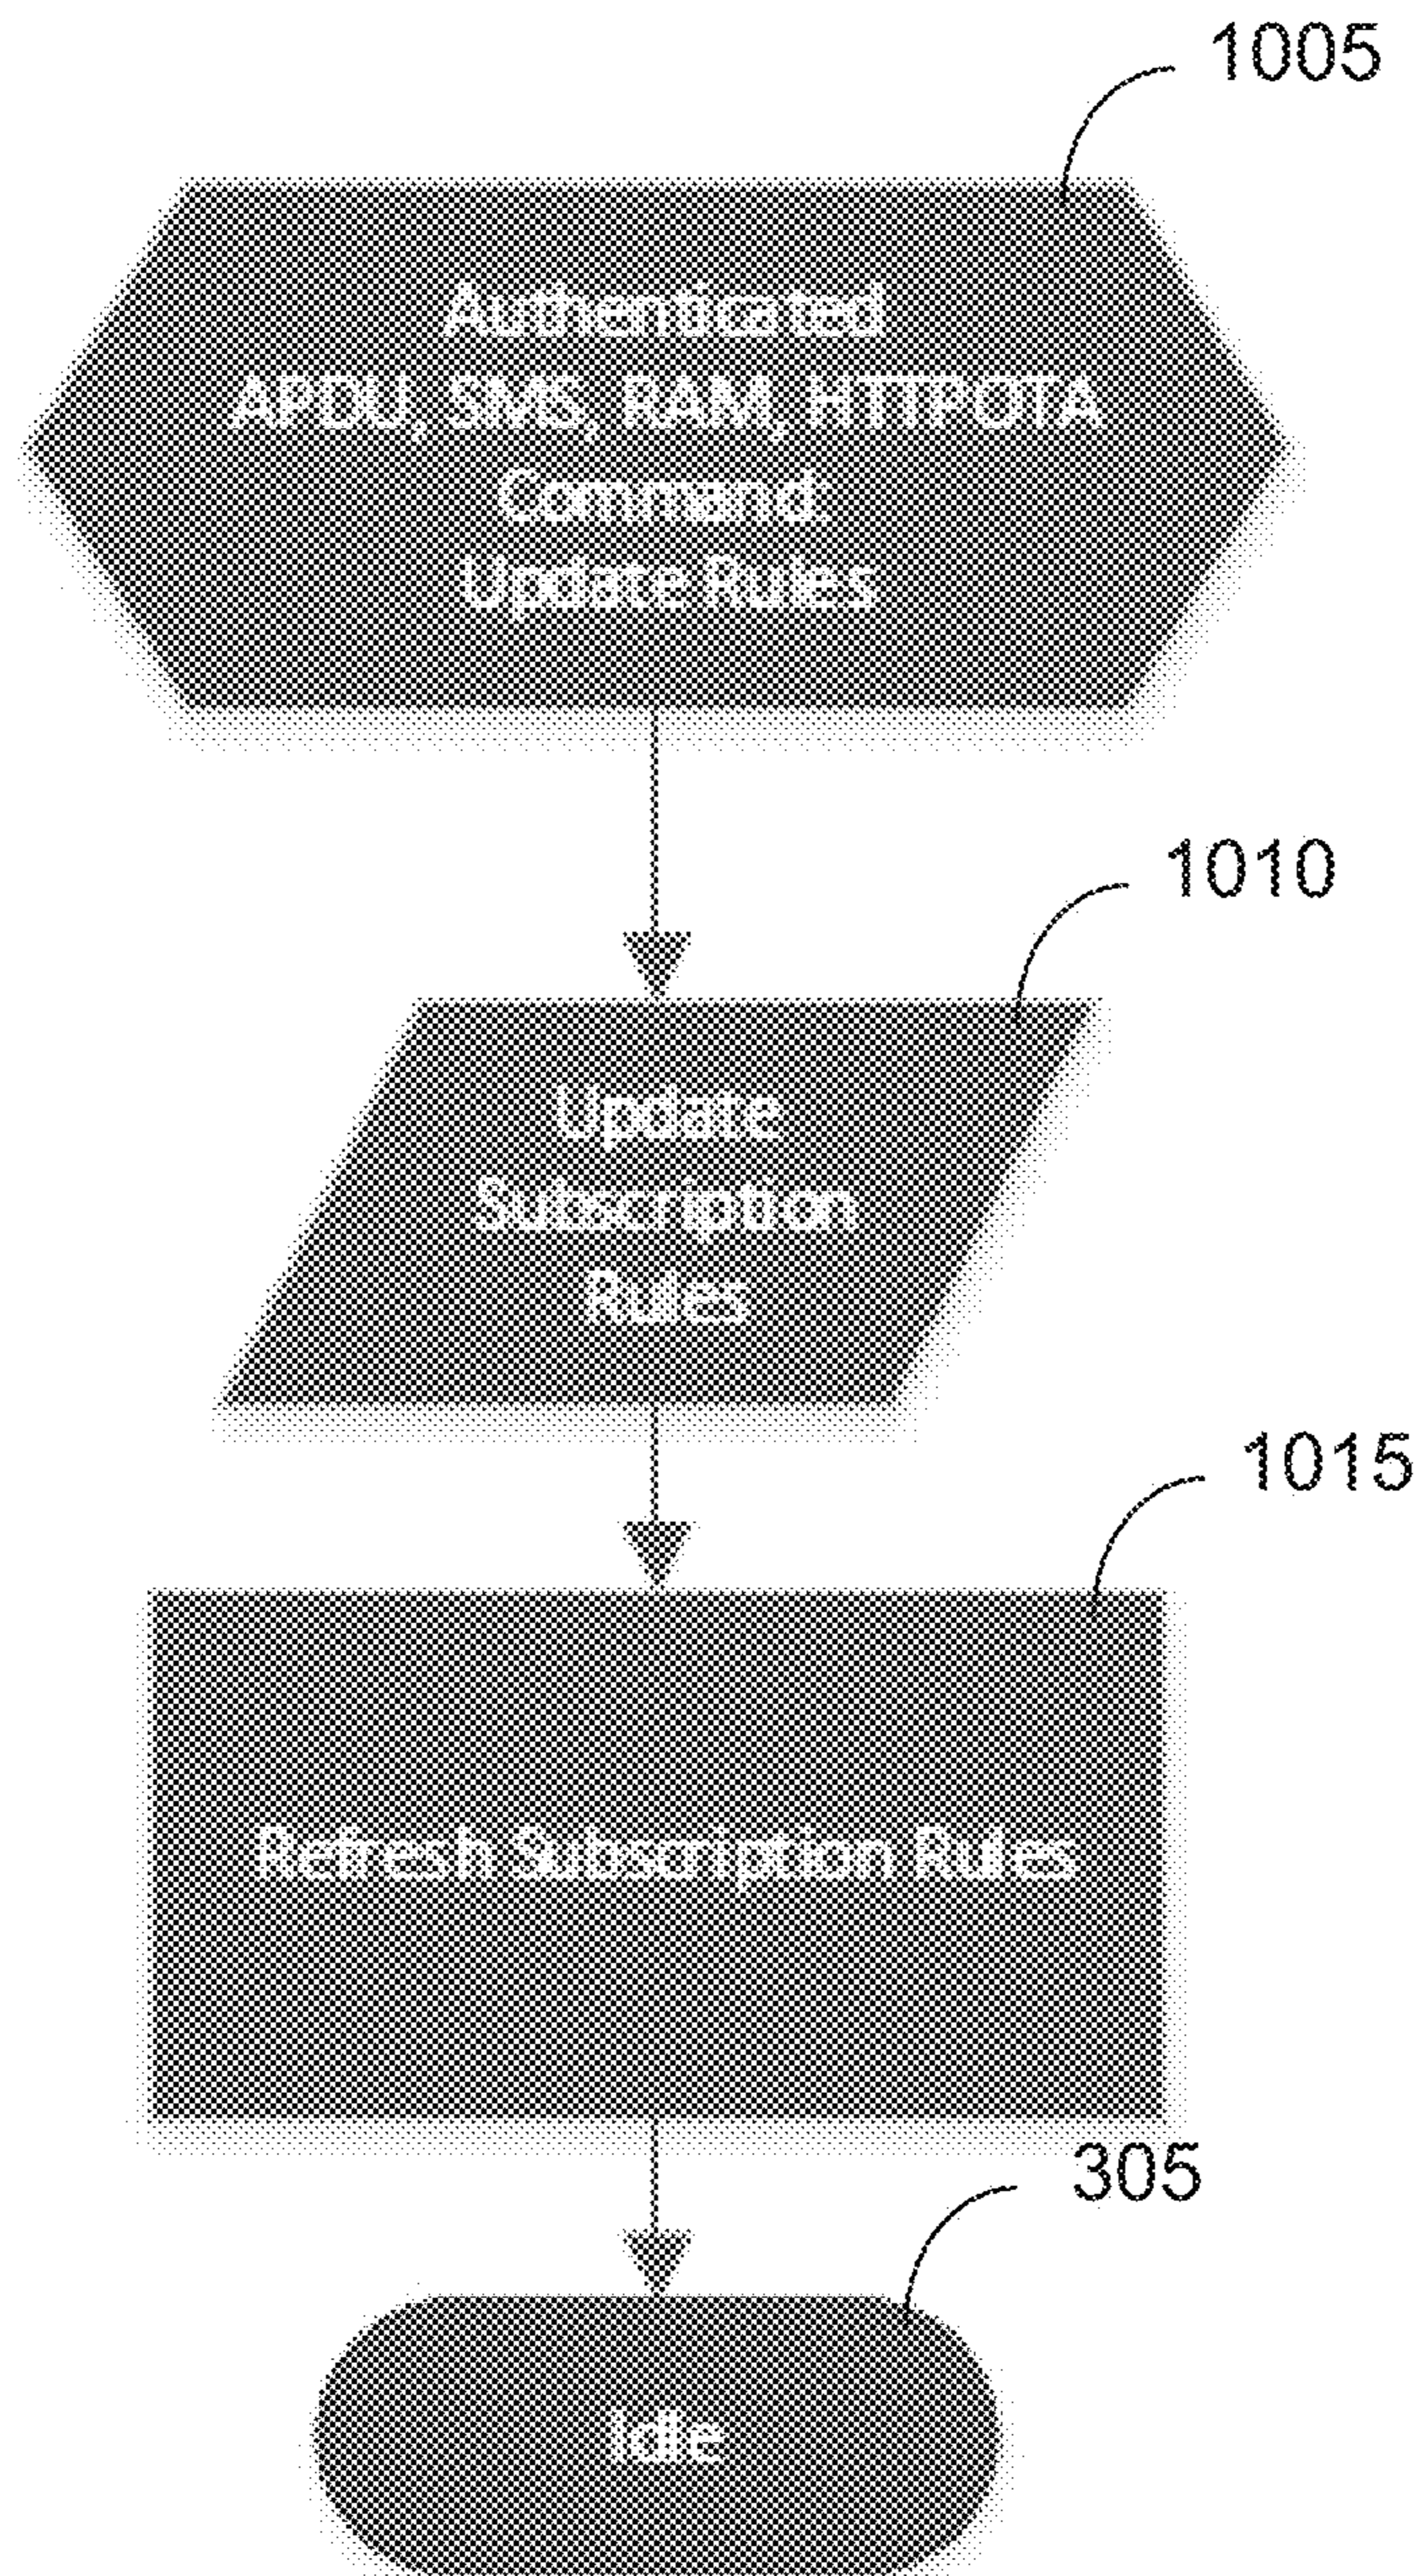 1005
Authenticated
APDU, SMS, RAM, HTTPOTA
Command:
Update Rules
1010
Update
Subscription
Rules
1015
Refresh Subscription Rules
305
Idle